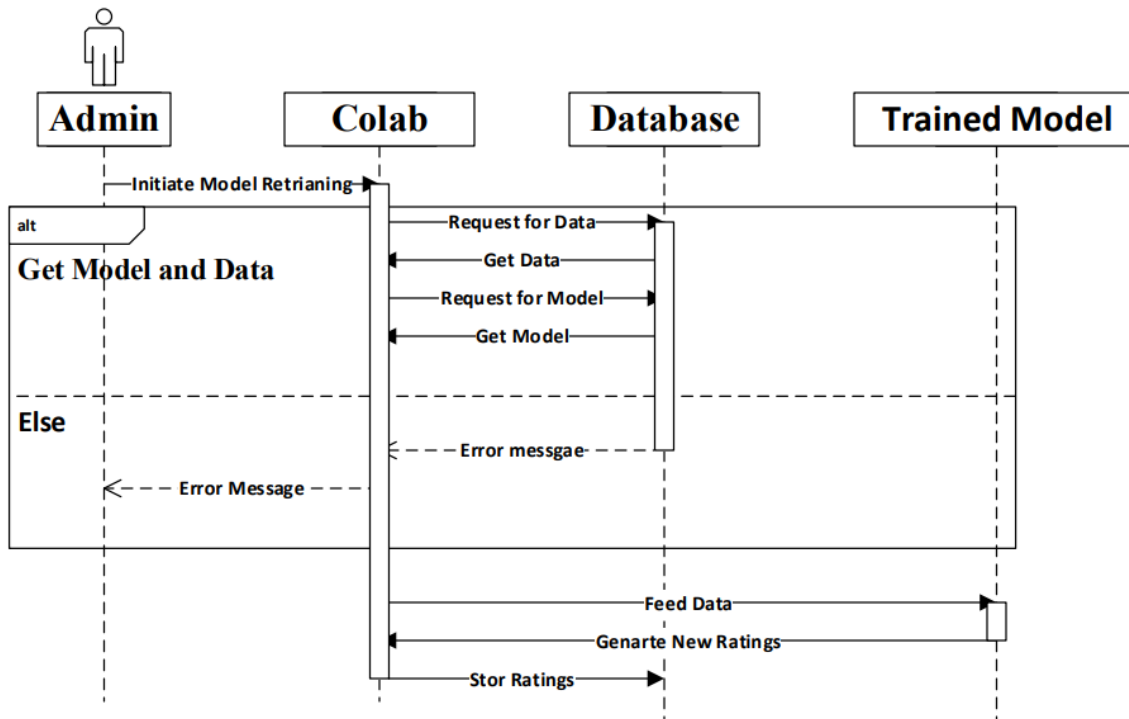 Admin
Colab
Database
Trained Model
Initiate Model Retrianing
alt
Request for Data
Get Model and Data
Get Data
Request for Model
Get Model
Else
Error messgae
Error Message
Feed Data
Genarte New Ratings
Stor Ratings